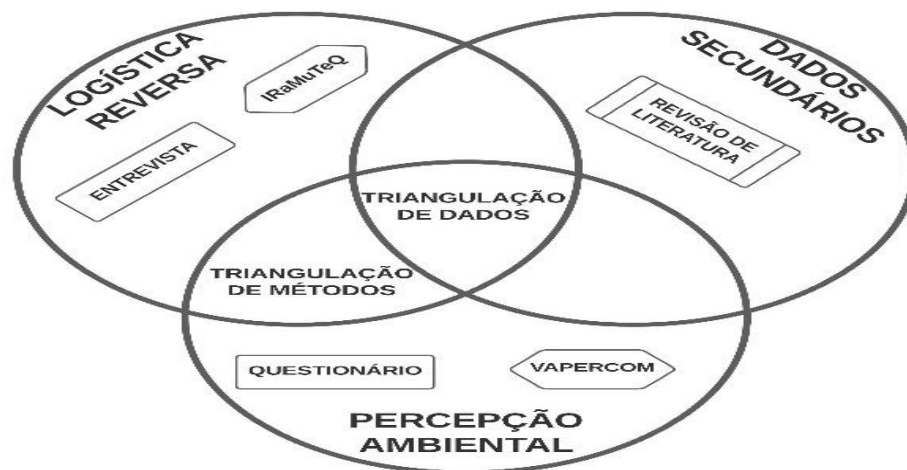 LOGÍSTICA
REVERSA
IRaMuTeQ
ENTREVISTA
DADOS
SECUNDÁRIOS
REVISÃO DE
LITERATURA
TRIANGULAÇÃO
DE DADOS
TRIANGULAÇÃO
DE MÉTODOS
QUESTIONÁRIO
VAPERCOM
PERCEPÇÃO
AMBIENTAL